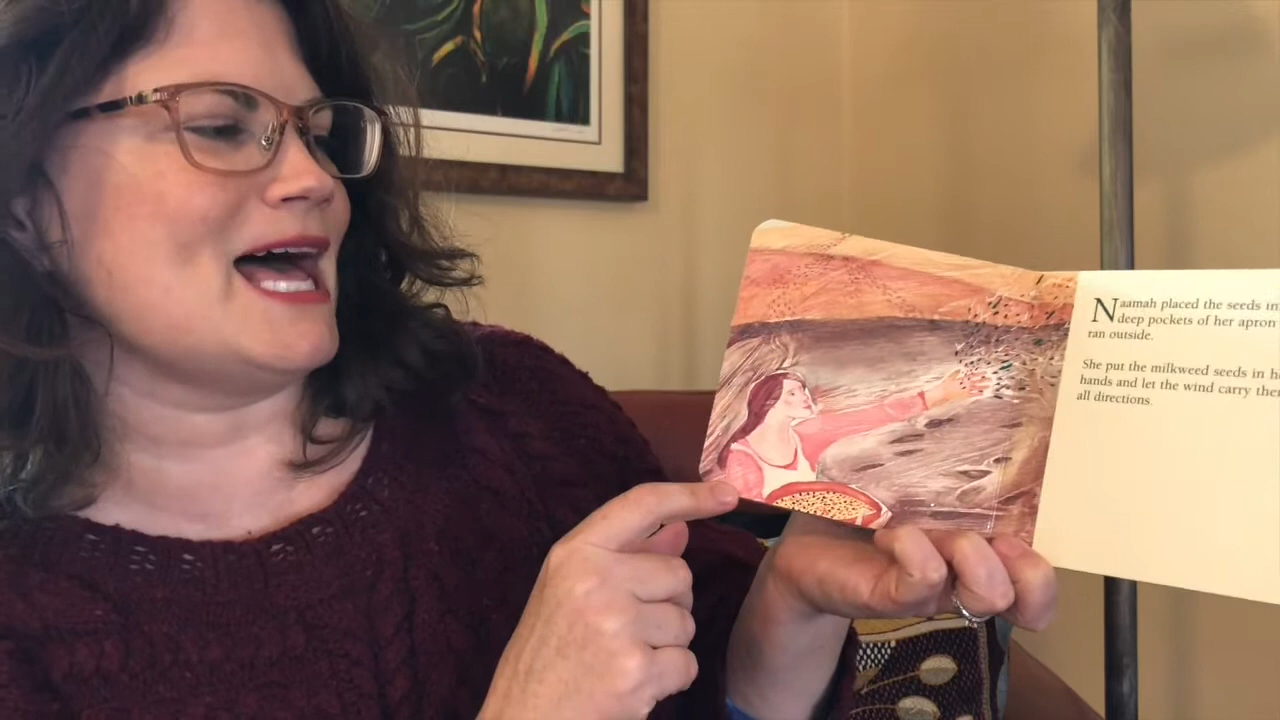 Naamah placed the seeds in
deep pockets of her apron
ran outside.
She put the milkweed seeds in
hands and let the wind carry
all directions.